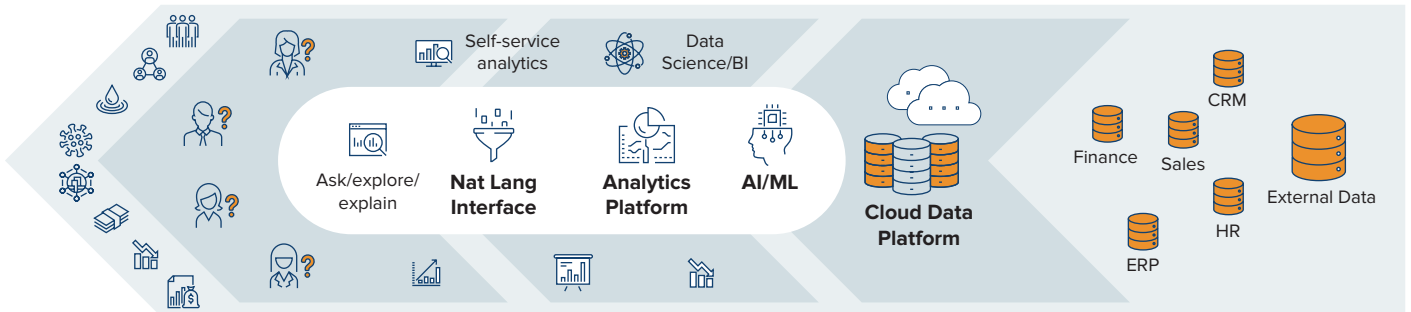 Self-service
analytics
Data
Science/BI
Ask/explore/
explain
Nat Lang
Interface
Analytics
Platform
AI/ML
Cloud Data
Platform
CRM
Finance
Sales
External Data
HR
ERP